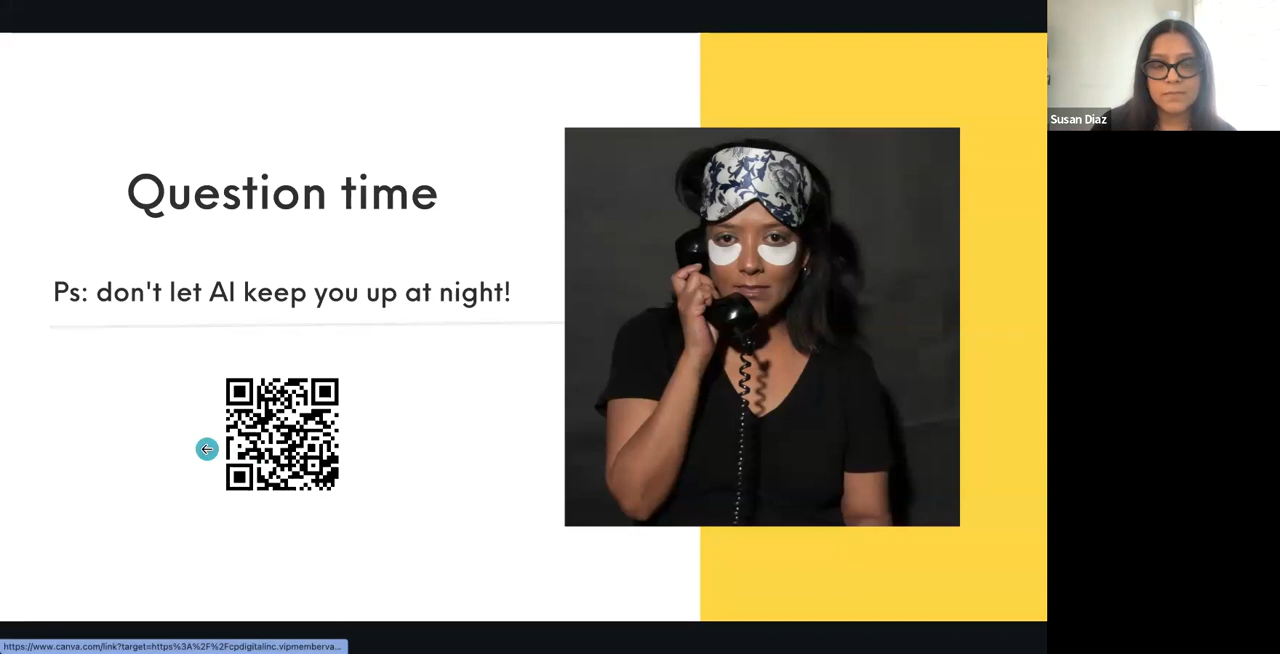 Question time
Ps: don't let AI keep you up at night!
Susan Diaz
https://www.canva.com/link?target=https%3A%2F%2Fcpdigitalinc.vipmemberva...